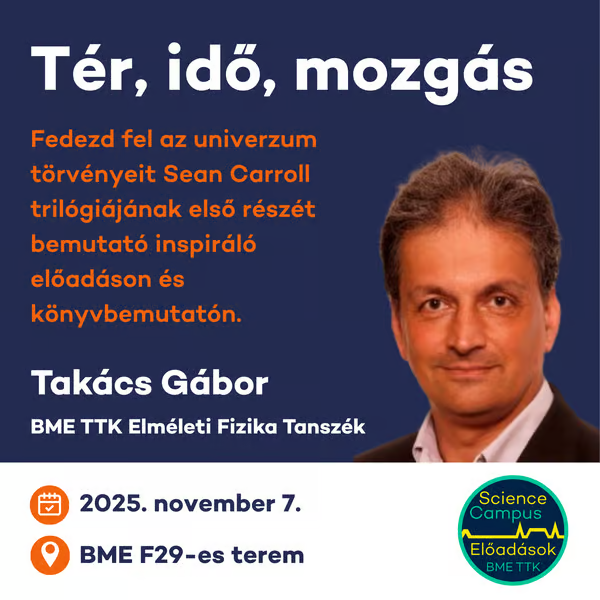 Tér, idő, mozgás
Fedezd fel az univerzum
törvényeit Sean Carroll
trilógiájának első részét
bemutató inspiráló
előadáson és
könyvbemutatón.
Takács Gábor
BME TTK Elméleti Fizika Tanszék
2025. november 7.
BME F29-es terem
Science
Campus
Előadások
BME TTK